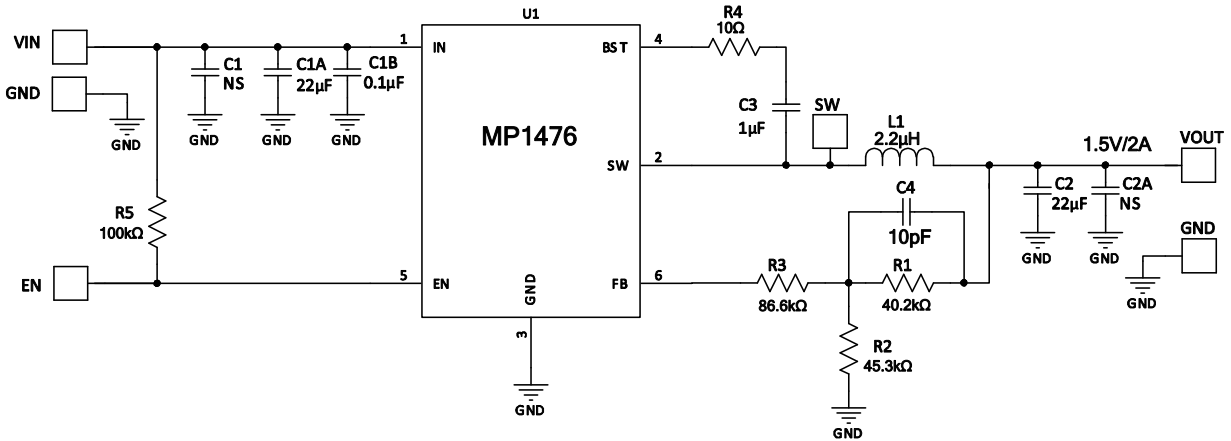 U1
R4
10Ω
VIN
1
IN
BST
4
C1
NS
C1A
22μF
C1B
0.1μF
GND
GND
GND
GND
GND
C3
1μF
SW
MP1476
L1
2.2μH
SW
2
1.5V/2A
VOUT
C4
10pF
C2
22μF
C2A
NS
R5
100kΩ
GND
GND
GND
GND
EN
5
EN
GND
FB
6
R3
86.6kΩ
R1
40.2kΩ
3
R2
45.3kΩ
GND
GND